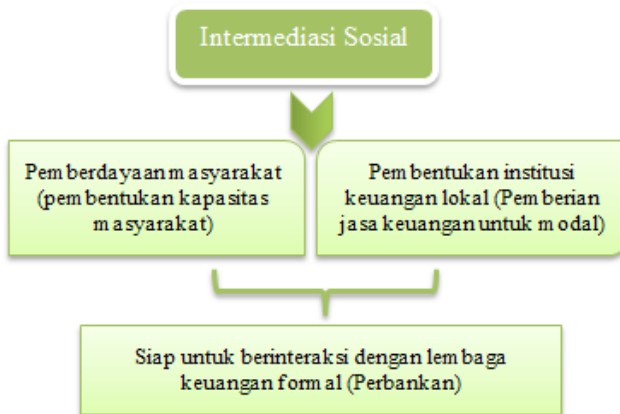 Intermediasi Sosial
Pemberdayaan masyarakat
(pembentukan kapasitas
masyarakat)
Pembentukan institusi
keuangan lokal (Pemberian
jasa keuangan untuk modal)
Siap untuk berinteraksi dengan lembaga
keuangan formal (Perbankan)